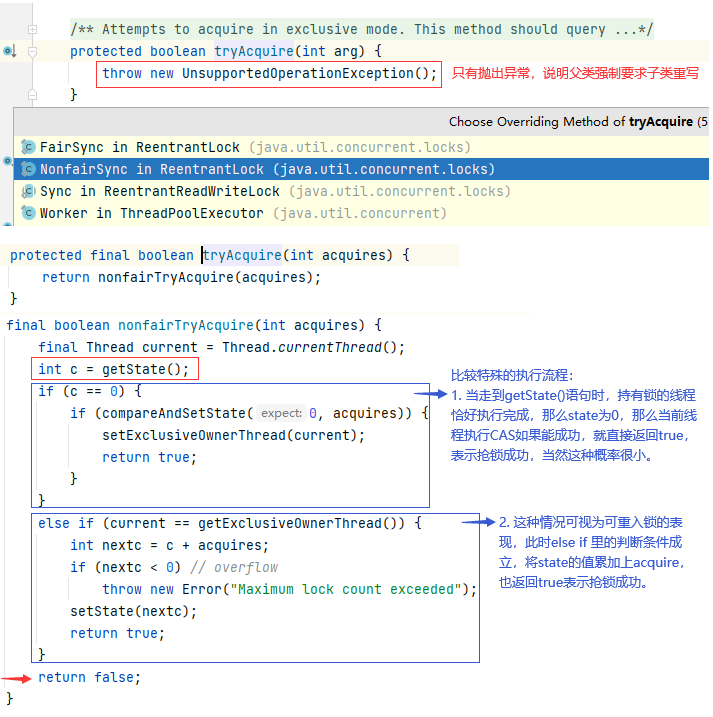 /** Attempts to acquire in exclusive mode. This method should query ...*/
protected boolean tryAcquire(int arg) {
throw new UnsupportedOperationException(); 只有抛出异常，说明父类强制要求子类重写
}
Choose Overriding Method of tryAcquire (5
FairSync in ReentrantLock (java.util.concurrent.locks)
NonfairSync in ReentrantLock (java.util.concurrent.locks)
Sync in ReentrantReadWriteLock (java.util.concurrent.locks)
Worker in ThreadPoolExecutor (java.util.concurrent)
protected final boolean tryAcquire(int acquires) {
return nonfairTryAcquire(acquires);
}
final boolean nonfairTryAcquire(int acquires) {
final Thread current = Thread.currentThread();
int c = getState();
if (c == 0) {
if (compareAndSetState( expect: 0, acquires)) {
setExclusiveOwnerThread(current);
return true;
}
}
else if (current == getExclusiveOwnerThread()) {
int nextc = c + acquires;
if (nextc < 0) // overflow
throw new Error("Maximum lock count exceeded");
setState(nextc);
return true;
}
return false;
}
比较特殊的执行流程：
1. 当走到getState()语句时，持有锁的线程
恰好执行完成，那么state为0，那么当前线
程执行CAS如果能成功，就直接返回true，
表示抢锁成功，当然这种概率很小。
2. 这种情况可视为可重入锁的表
现，此时else if 里的判断条件成
立，将state的值累加上acquire，
也返回true表示抢锁成功。